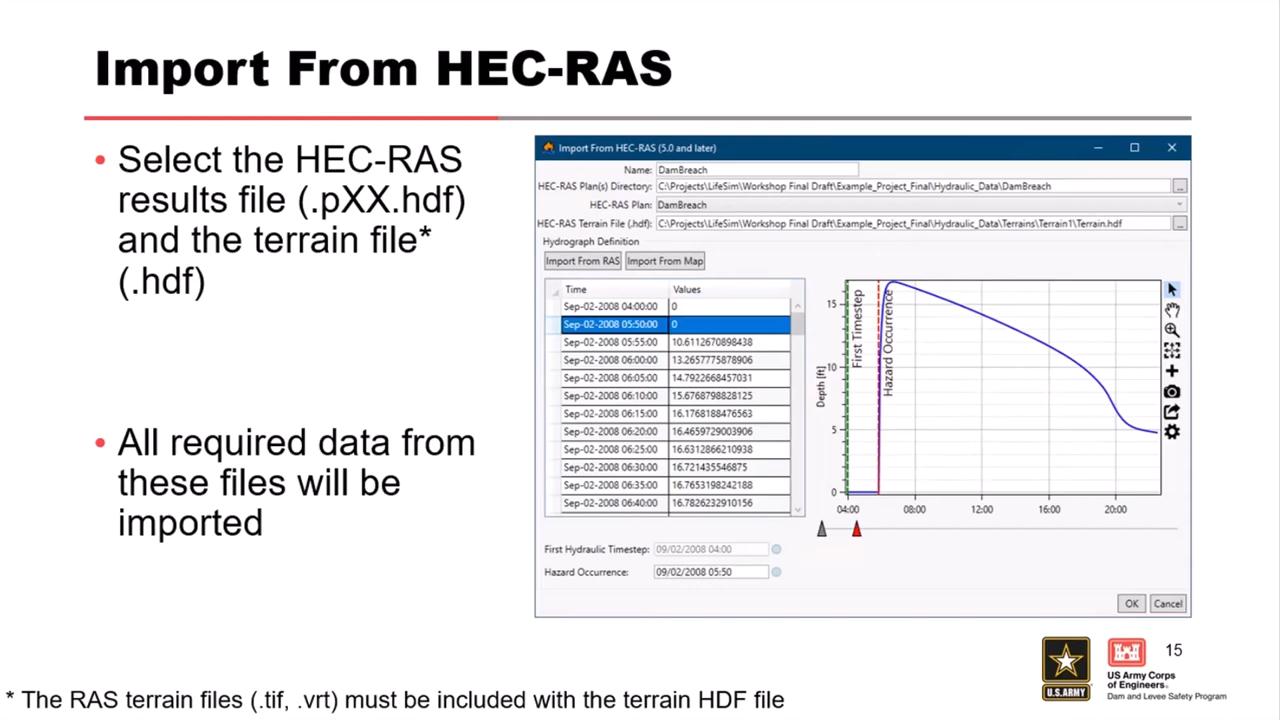 Import From HEC-RAS
• Select the HEC-RAS
results file (.pXX.hdf)
and the terrain file*
(.hdf)
• All required data from
these files will be
imported
Import From HEC-RAS (5.0 and later)
Name: DamBreach
HEC-RAS Plan(s) Directory: C:\Projects\LifeSim\Workshop Final Draft\Example_Project_Final\Hydraulic_Data\DamBreach ...
HEC-RAS Plan: DamBreach
HEC-RAS Terrain File (.hdf): C:\Projects\LifeSim\Workshop Final Draft\Example_Project_Final\Hydraulic_Data\Terrains\Terrain1\Terrain.hdf ...
Hydrograph Definition
Import From RAS Import From Map
Time Values
Sep-02-2008 04:00:00 0
Sep-02-2008 05:50:00 0
Sep-02-2008 05:55:00 10.6112670898438
Sep-02-2008 06:00:00 13.2657775878906
Sep-02-2008 06:05:00 14.7922668457031
Sep-02-2008 06:10:00 15.6768798828125
Sep-02-2008 06:15:00 16.1768188476563
Sep-02-2008 06:20:00 16.4659729003906
Sep-02-2008 06:25:00 16.6312866210938
Sep-02-2008 06:30:00 16.721435546875
Sep-02-2008 06:35:00 16.7653198242188
Sep-02-2008 06:40:00 16.7826232910156
Depth [ft]
15
10
5
0
First Timestep
Hazard Occurrence
04:00 08:00 12:00 16:00 20:00
First Hydraulic Timestep: 09/02/2008 04:00
Hazard Occurrence: 09/02/2008 05:50
OK Cancel
U.S.ARMY
US Army Corps
of Engineers®
Dam and Levee Safety Program
15
* The RAS terrain files (.tif, .vrt) must be included with the terrain HDF file